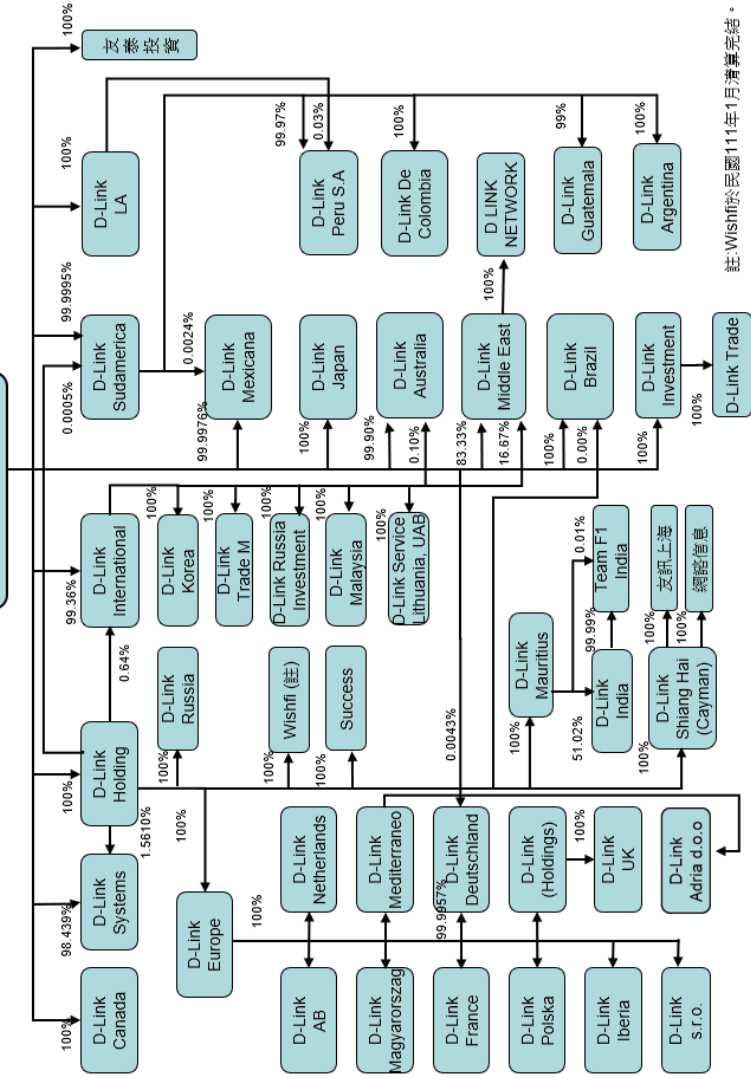 100%
98.439%
100%
99.36%
0.0005%
99.9995%
100%
100%
D-Link
Canada
D-Link
Systems
D-Link
Holding
D-Link
International
D-Link
Sudamerica
D-Link
LA
友泰投資
1.5610%
0.64%
100%
D-Link
Europe
100%
100%
D-Link
Russia
100%
D-Link
Korea
100%
D-Link
Trade M
100%
D-Link Russia
Investment
100%
D-Link
Malaysia
100%
D-Link Service
Lithuania, UAB
99.9976%
0.0024%
D-Link
Mexicana
100%
D-Link
Japan
99.90%
0.10%
D-Link
Australia
83.33%
16.67%
D-Link
Middle East
100%
D LINK
NETWORK
100%
0.00%
D-Link
Brazil
100%
D-Link
Investment
100%
D-Link Trade
99.97%
0.03%
D-Link
Peru S.A
100%
D-Link De
Colombia
99%
D-Link
Guatemala
100%
D-Link
Argentina
100%
Wishfi (註)
100%
Success
D-Link
AB
D-Link
Netherlands
D-Link
Magyarorszag
D-Link
Mediterraneo
D-Link
France
99.9957%
0.0043%
D-Link
Deutschland
D-Link
Polska
D-Link
(Holdings)
100%
D-Link
UK
D-Link
Iberia
D-Link
s.r.o.
D-Link
Adria d.o.o
100%
D-Link
Mauritius
51.02%
D-Link
India
99.99%
0.01%
Team F1
India
100%
D-Link
Shiang Hai
(Cayman)
100%
友訊上海
100%
網諮信息
註:Wishfi於民國111年1月清算完結。